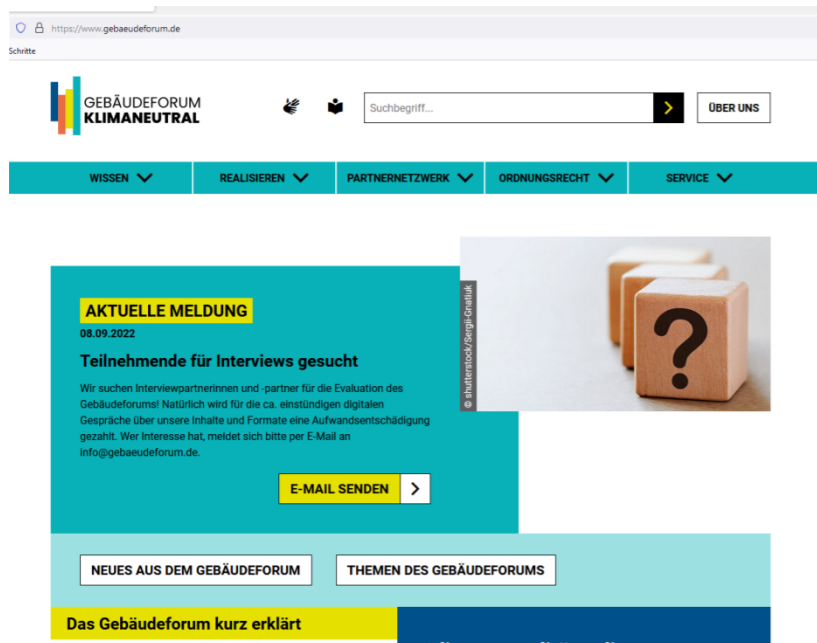 https://www.gebaeudeforum.de
Schritte
GEBÄUDEFORUM
KLIMANEUTRAL
Suchbegriff...
ÜBER UNS
WISSEN
REALISIEREN
PARTNERNETZWERK
ORDNUNGSRECHT
SERVICE
AKTUELLE MELDUNG
08.09.2022
Teilnehmende für Interviews gesucht
Wir suchen Interviewpartnerinnen und -partner für die Evaluation des
Gebäudeforums! Natürlich wird für die ca. einstündigen digitalen
Gespräche über unsere Inhalte und Formate eine Aufwandsentschädigung
gezahlt. Wer Interesse hat, meldet sich bitte per E-Mail an
info@gebaeudeforum.de.
E-MAIL SENDEN
© shutterstock/Sergii-Gnatiuk
?
NEUES AUS DEM GEBÄUDEFORUM
THEMEN DES GEBÄUDEFORUMS
Das Gebäudeforum kurz erklärt